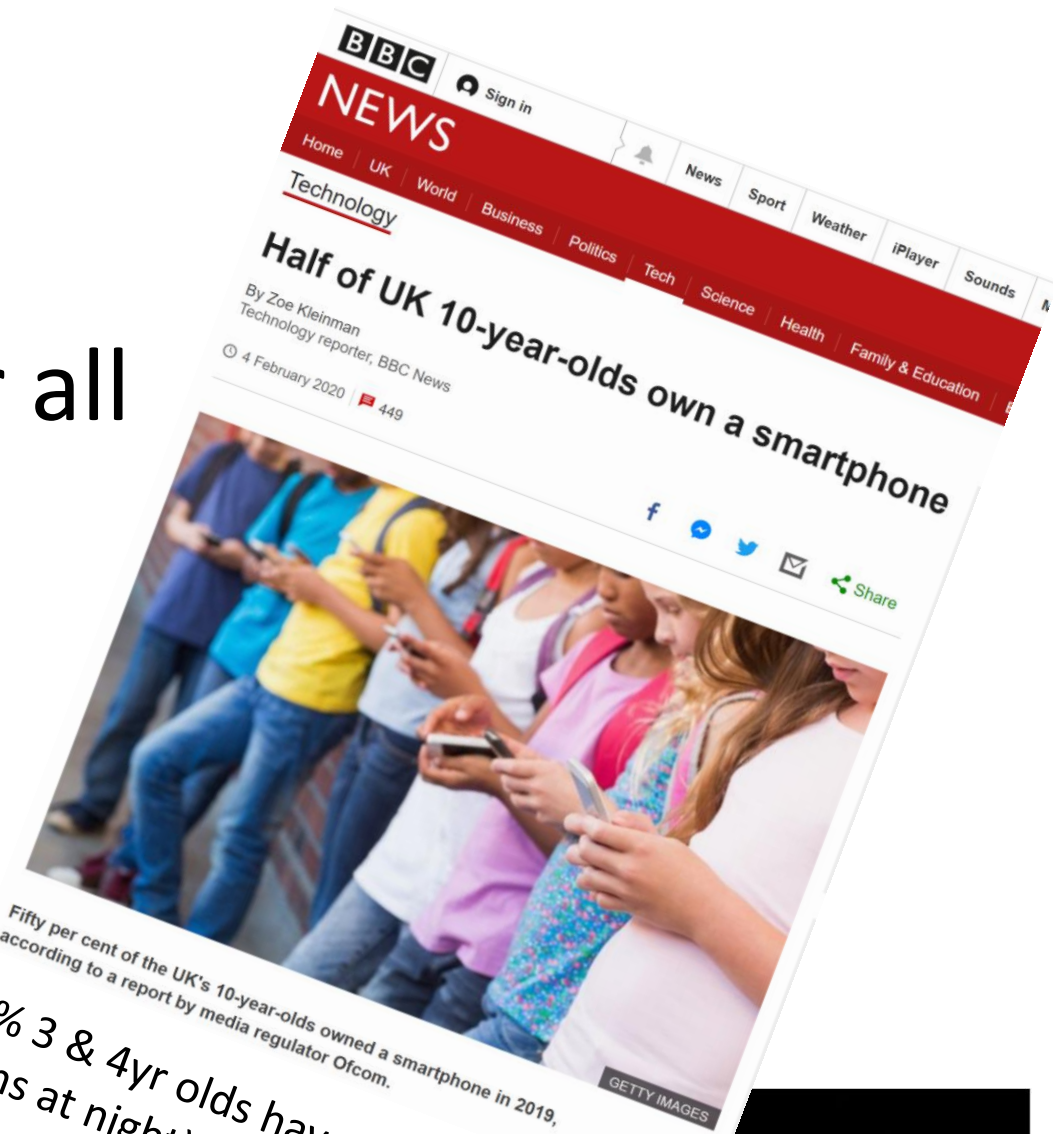 BBC
Sign in
News
Sport
Weather
iPlayer
Sounds
NEWS
Home
UK
World
Business
Politics
Tech
Science
Health
Family & Education
Technology
Half of UK 10-year-olds own a smartphone
By Zoe Kleinman
Technology reporter, BBC News
4 February 2020
449
Share
all
GETTY IMAGES
Fifty per cent of the UK's 10-year-olds owned a smartphone in 2019,
according to a report by media regulator Ofcom.
% 3 & 4yr olds
at night